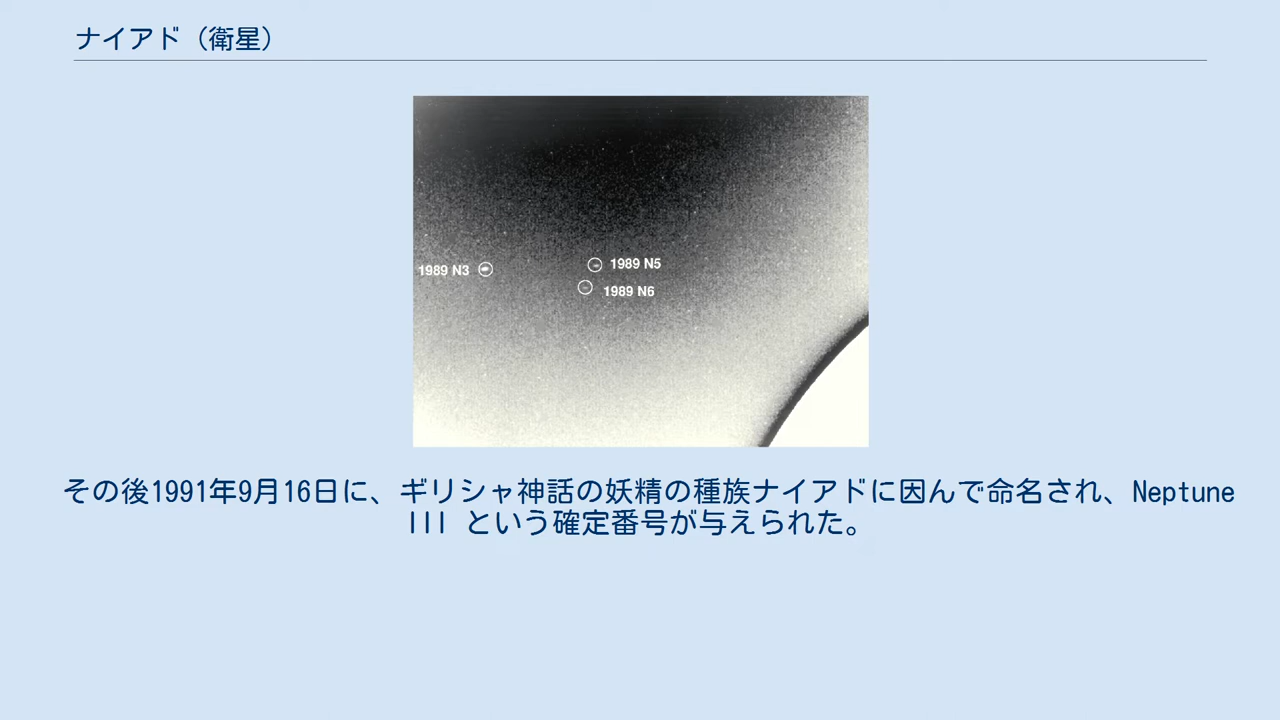 ナイアド（衛星）
1989 N3
1989 N5
1989 N6
その後1991年9月16日に、ギリシャ神話の妖精の種族ナイアドに因んで命名され、Neptune
III という確定番号が与えられた。